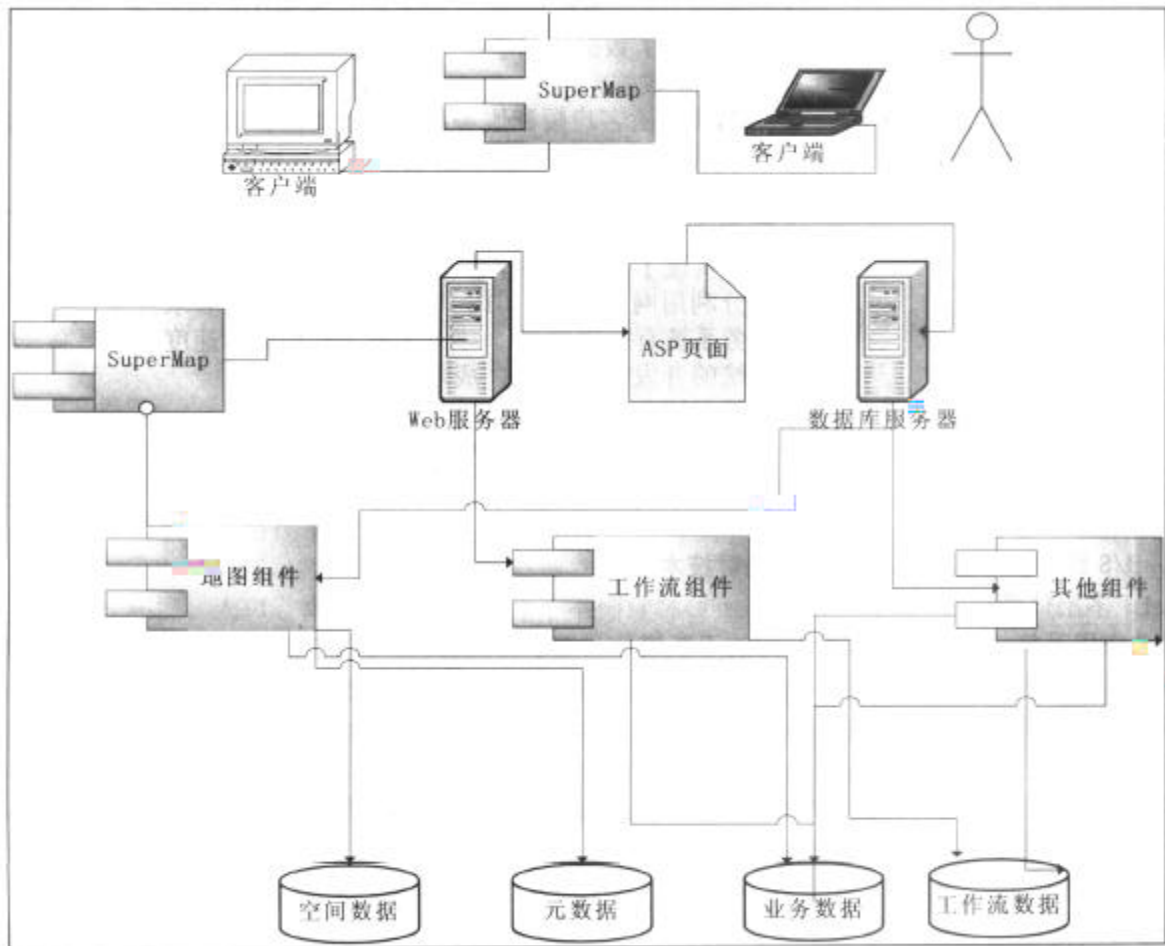 SuperMap
客户端
客户端
SuperMap
ASP页面
Web服务器
数据库服务器
地图组件
工作流组件
其他组件
空间数据
元数据
业务数据
工作流数据